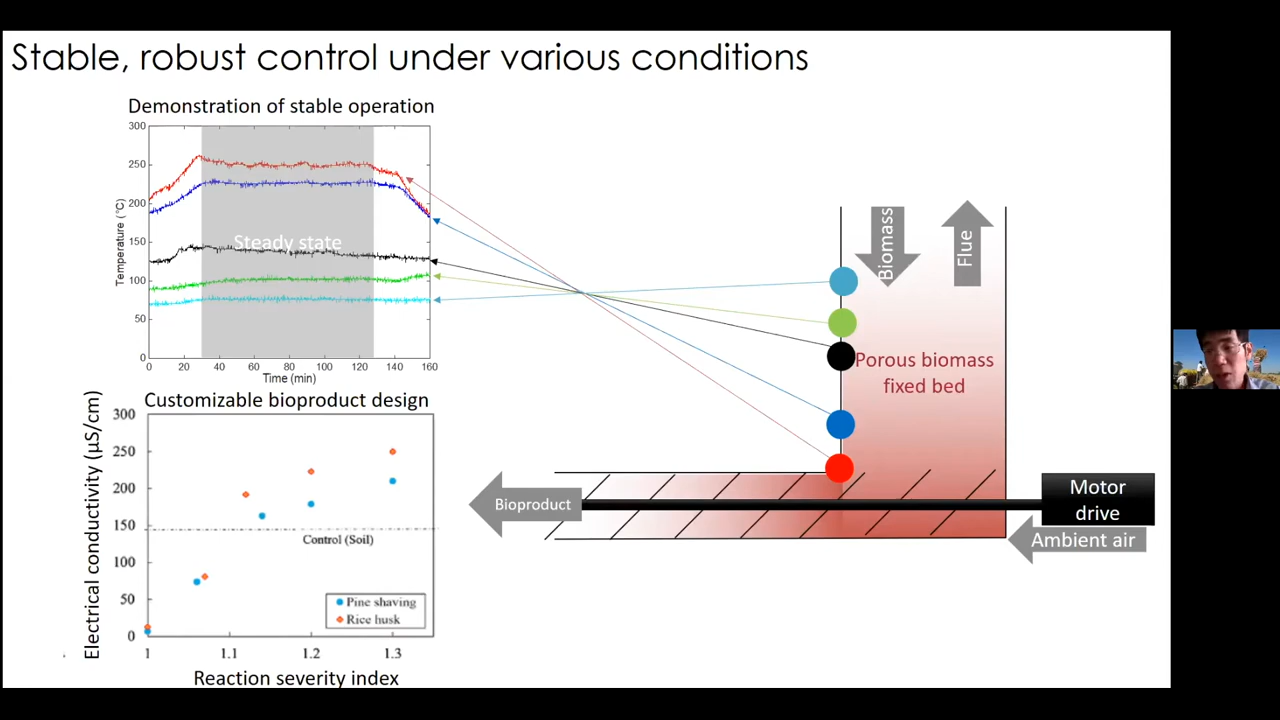 Stable, robust control under various conditions
Demonstration of stable operation
300
250
200
150
100
50
0
Temperature (°C)
Steady state
0 20 40 60 80 100 120 140 160
Time (min)
Customizable bioproduct design
300
250
200
150
100
50
0
Electrical conductivity (µS/cm)
Control (Soil)
Pine shaving
Rice husk
1 1.1 1.2 1.3
Reaction severity index
Biomass
Flue
Porous biomass
fixed bed
Bioproduct
Motor
drive
Ambient air